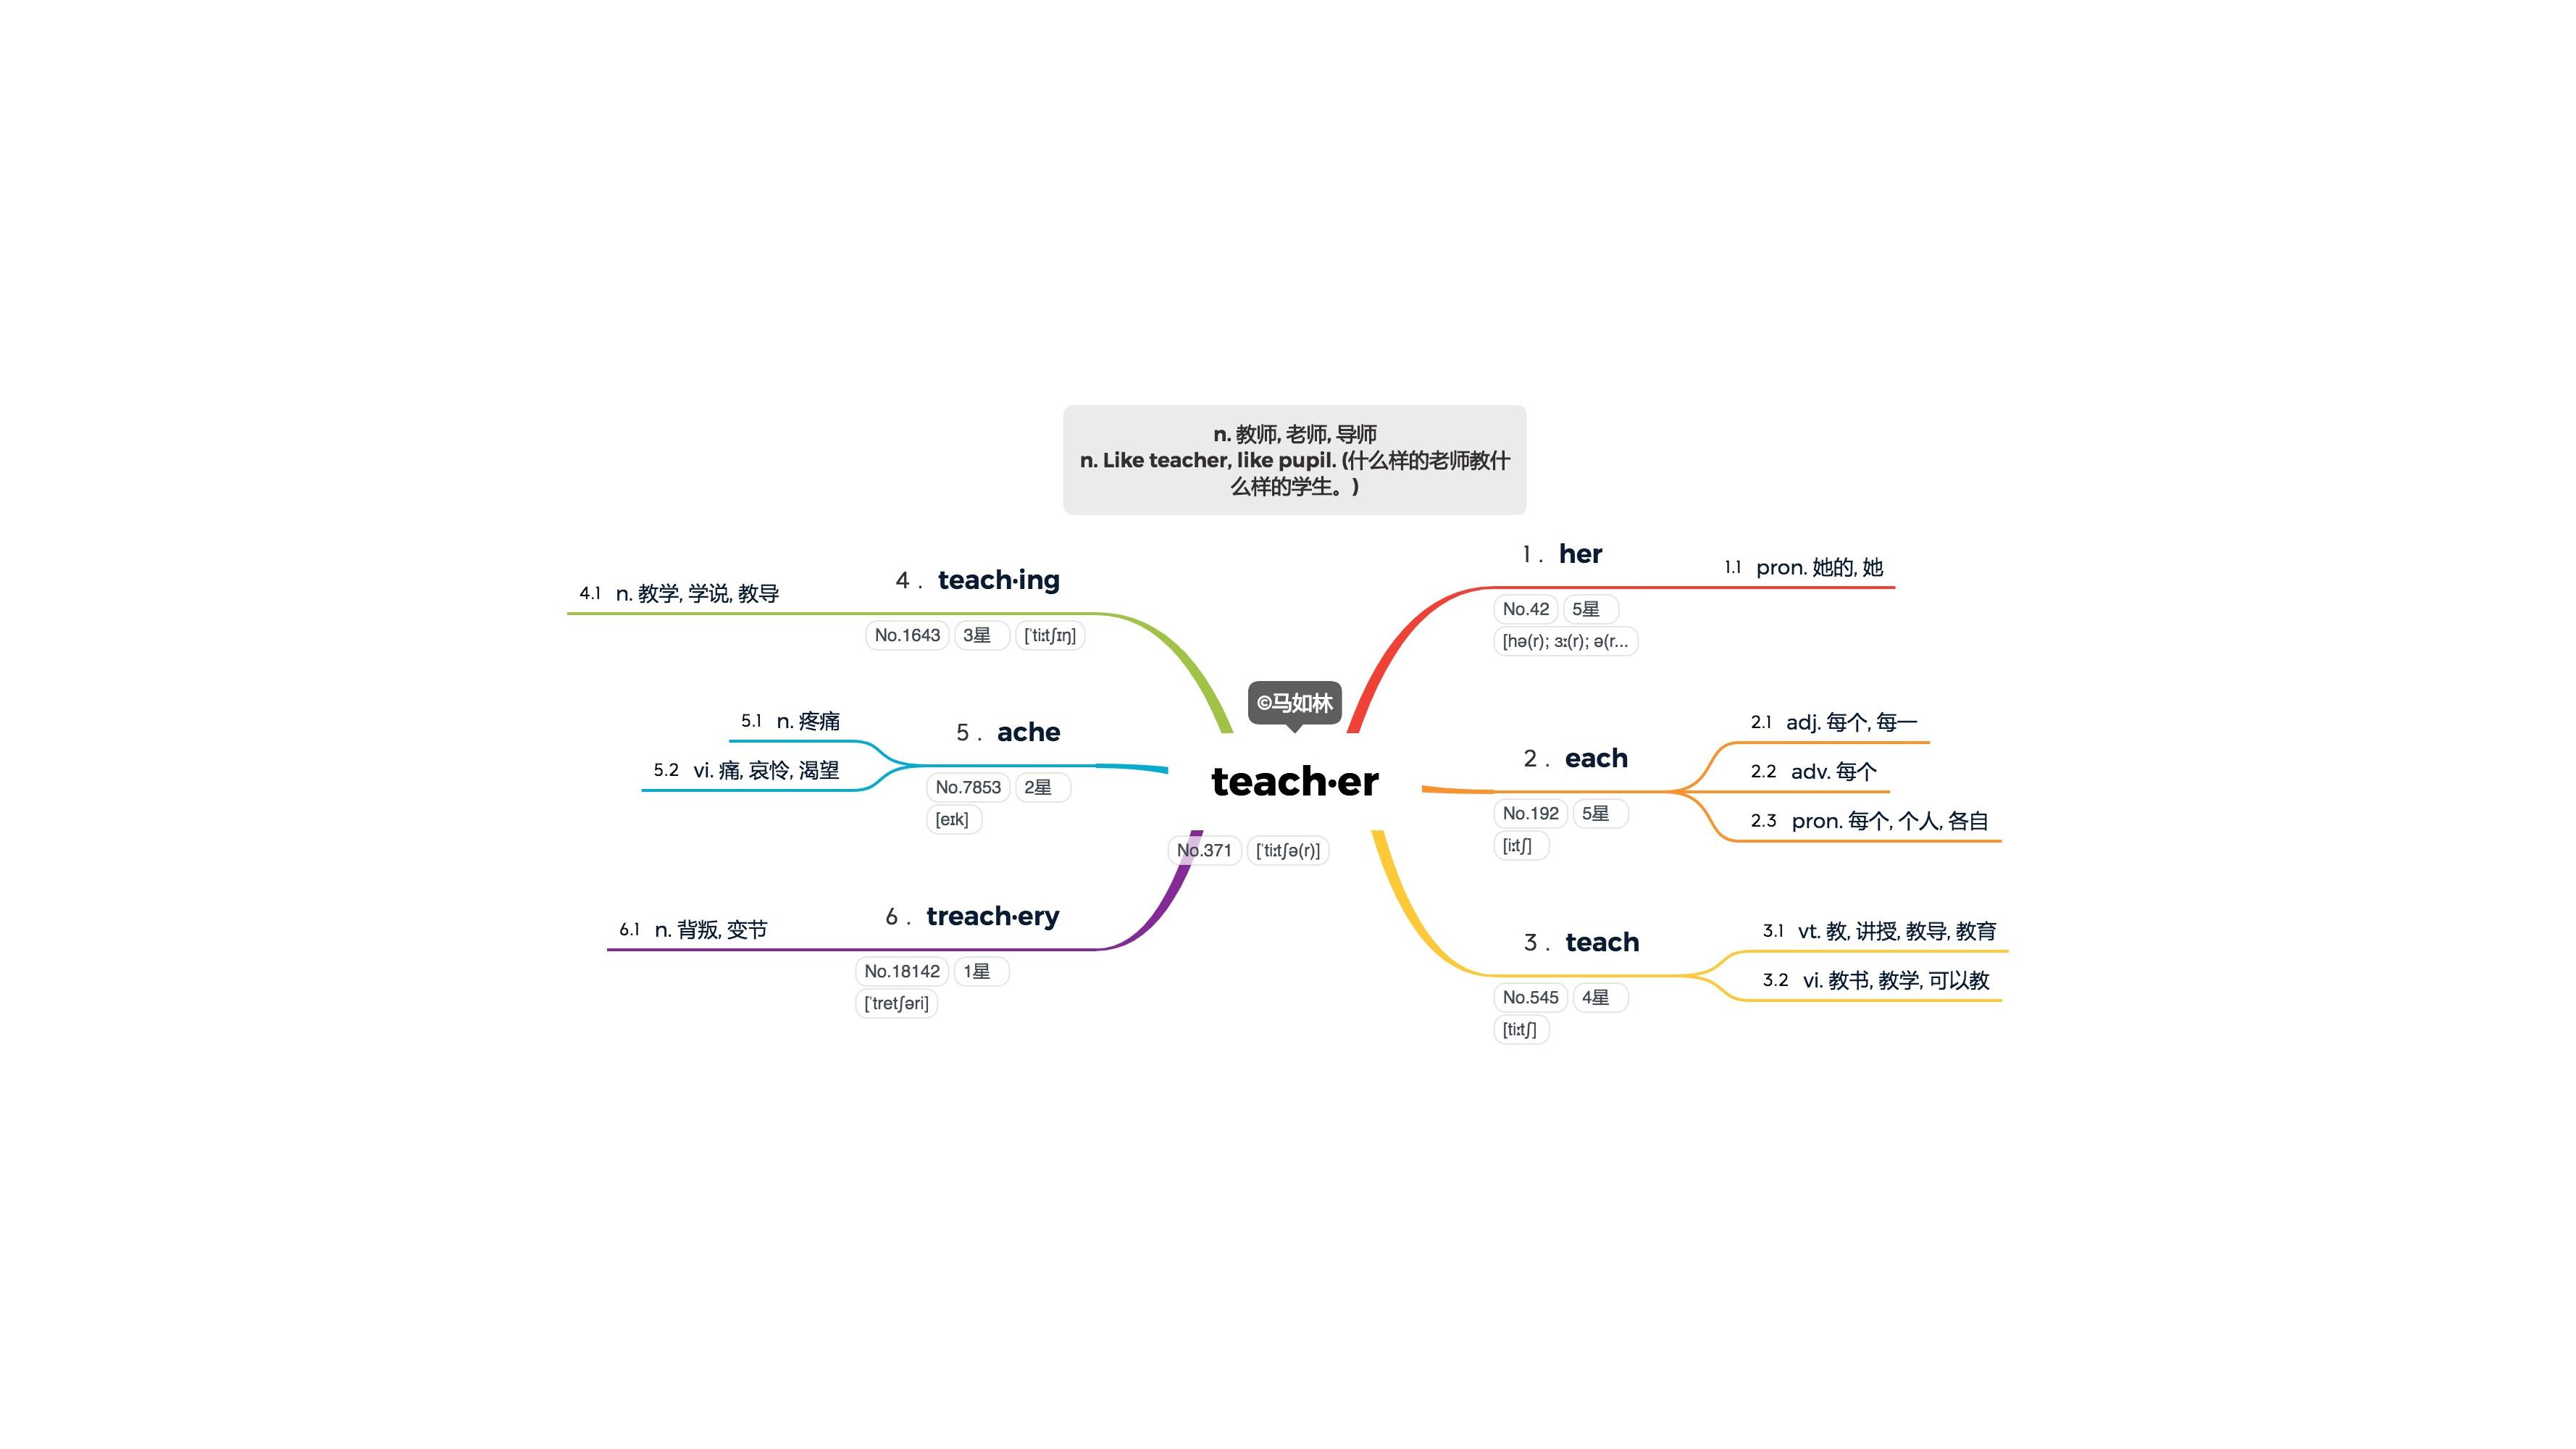 n. 教师, 老师, 导师
n. Like teacher, like pupil. (什么样的老师教什
么样的学生。)
©马如林
teach·er
No.371 [ˈtiːtʃə(r)]
1. her
No.42 5星
[hə(r); ɜː(r); ə(r...
1.1 pron. 她的, 她
2. each
No.192 5星
[iːtʃ]
2.1 adj. 每个, 每一
2.2 adv. 每个
2.3 pron. 每个, 个人, 各自
3. teach
No.545 4星
[tiːtʃ]
3.1 vt. 教, 讲授, 教导, 教育
3.2 vi. 教书, 教学, 可以教
4. teach·ing
No.1643 3星 [ˈtiːtʃɪŋ]
4.1 n. 教学, 学说, 教导
5. ache
No.7853 2星
[eɪk]
5.1 n. 疼痛
5.2 vi. 痛, 哀怜, 渴望
6. treach·ery
No.18142 1星
[ˈtretʃəri]
6.1 n. 背叛, 变节